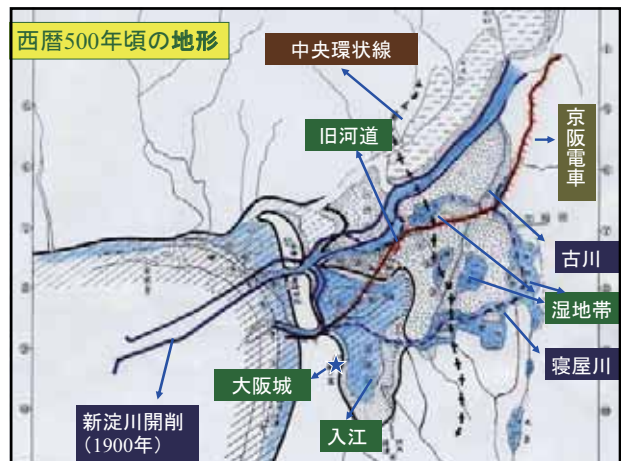 西暦500年頃の地形
中央環状線
旧河道
京阪電車
古川
湿地帯
寝屋川
大阪城
入江
新淀川開削
(1900年)